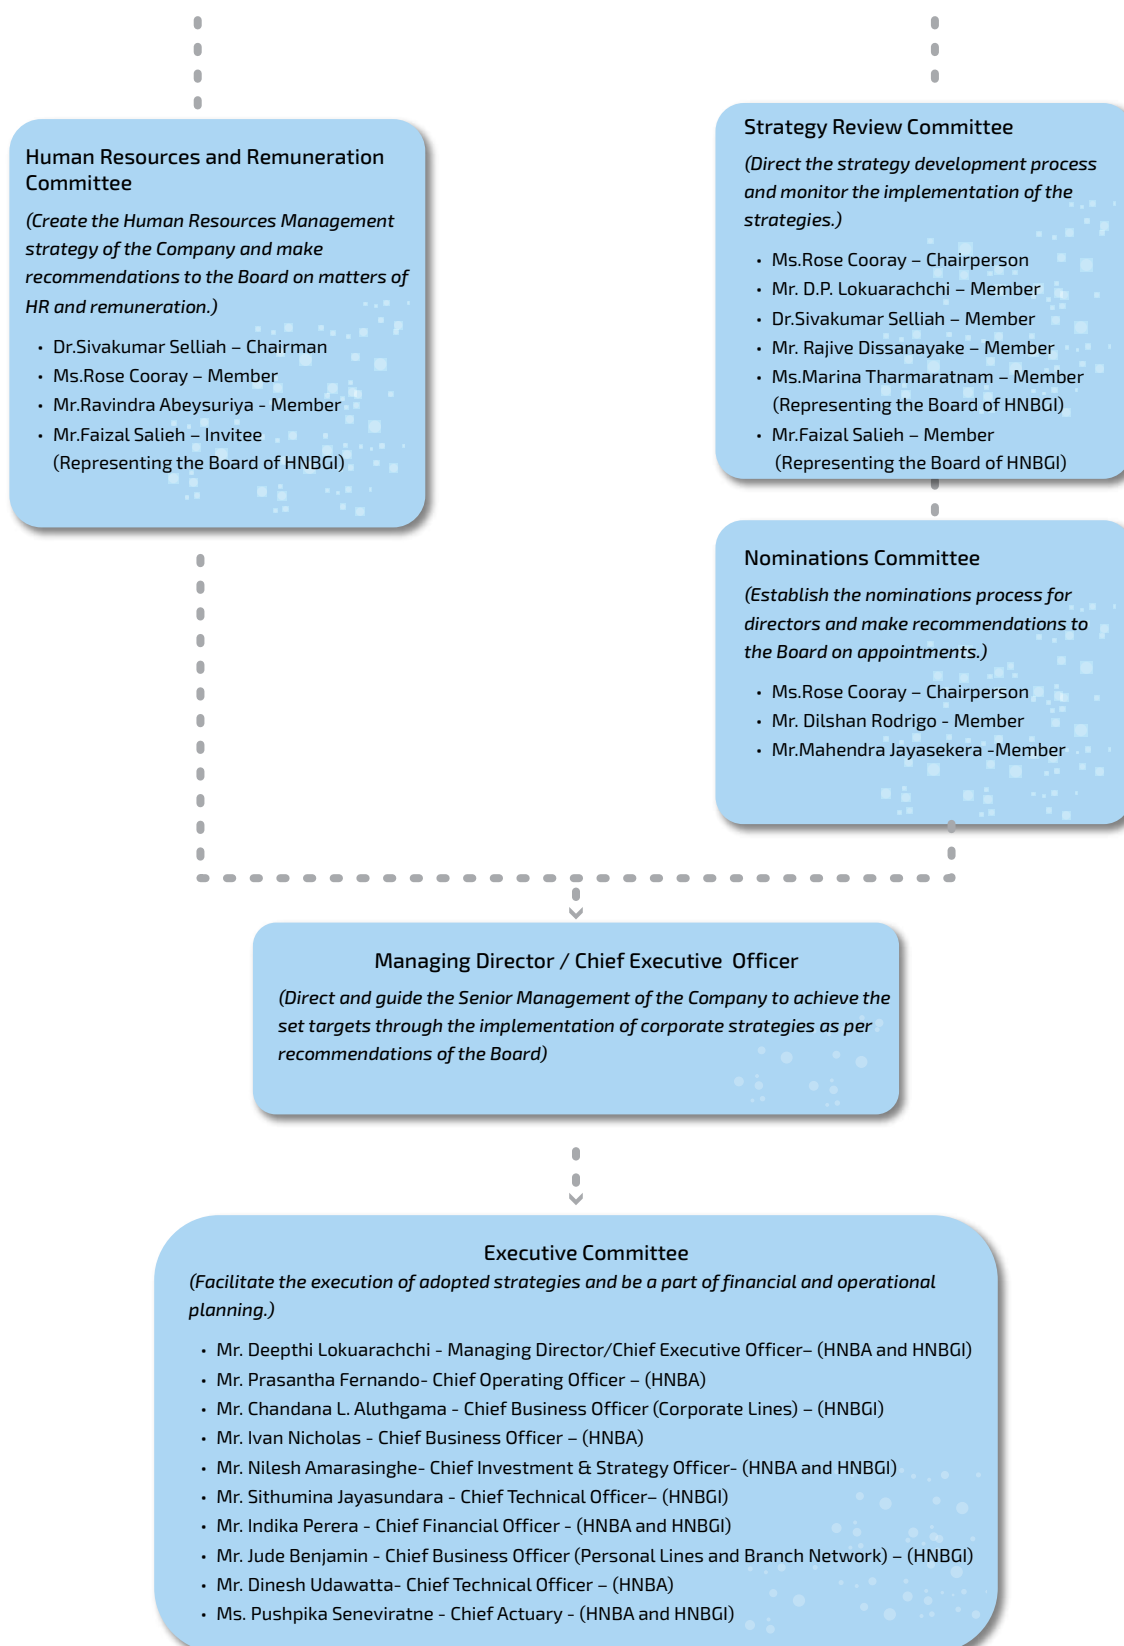 Human Resources and Remuneration
Committee
(Create the Human Resources Management
strategy of the Company and make
recommendations to the Board on matters of
HR and remuneration.)
• Dr.Sivakumar Selliah – Chairman
• Ms.Rose Cooray – Member
• Mr.Ravindra Abeysuriya - Member
• Mr.Faizal Salieh – Invitee
(Representing the Board of HNBGI)
Strategy Review Committee
(Direct the strategy development process
and monitor the implementation of the
strategies.)
• Ms.Rose Cooray – Chairperson
• Mr. D.P. Lokuarachchi – Member
• Dr.Sivakumar Selliah – Member
• Mr. Rajive Dissanayake – Member
• Ms.Marina Tharmaratnam – Member
(Representing the Board of HNBGI)
• Mr.Faizal Salieh – Member
(Representing the Board of HNBGI)
Nominations Committee
(Establish the nominations process for
directors and make recommendations to
the Board on appointments.)
• Ms.Rose Cooray – Chairperson
• Mr. Dilshan Rodrigo - Member
• Mr.Mahendra Jayasekera -Member
Managing Director / Chief Executive Officer
(Direct and guide the Senior Management of the Company to achieve the
set targets through the implementation of corporate strategies as per
recommendations of the Board)
Executive Committee
(Facilitate the execution of adopted strategies and be a part of financial and operational
planning.)
• Mr. Deepthi Lokuarachchi - Managing Director/Chief Executive Officer– (HNBA and HNBGI)
• Mr. Prasantha Fernando- Chief Operating Officer – (HNBA)
• Mr. Chandana L. Aluthgama - Chief Business Officer (Corporate Lines) – (HNBGI)
• Mr. Ivan Nicholas - Chief Business Officer – (HNBA)
• Mr. Nilesh Amarasinghe- Chief Investment & Strategy Officer- (HNBA and HNBGI)
• Mr. Sithumina Jayasundara - Chief Technical Officer– (HNBGI)
• Mr. Indika Perera - Chief Financial Officer - (HNBA and HNBGI)
• Mr. Jude Benjamin - Chief Business Officer (Personal Lines and Branch Network) – (HNBGI)
• Mr. Dinesh Udawatta- Chief Technical Officer – (HNBA)
• Ms. Pushpika Seneviratne - Chief Actuary - (HNBA and HNBGI)